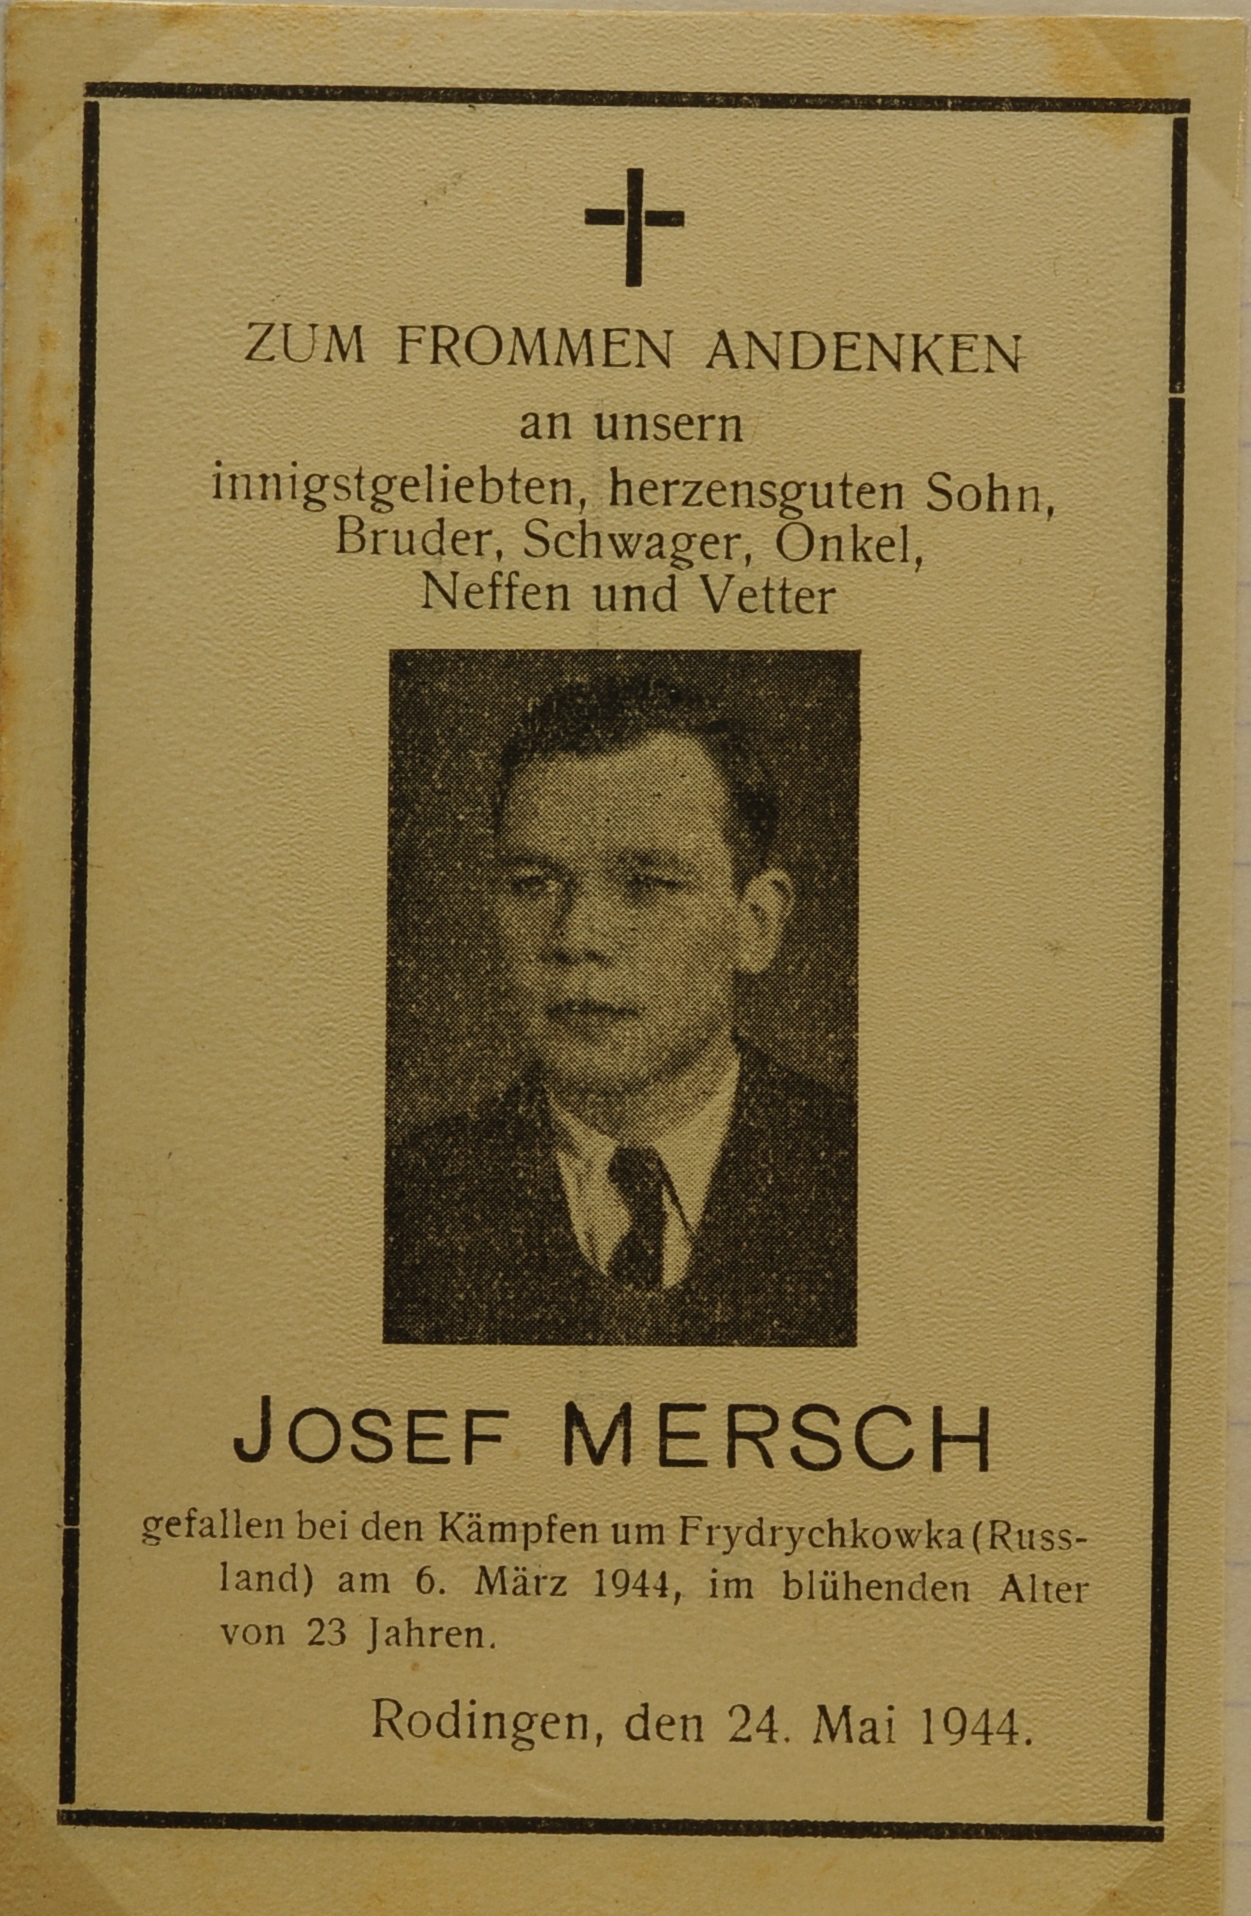 ZUM FROMMEN ANDENKEN
an unsern
innigstgeliebten, herzensguten Sohn,
Bruder, Schwager, Onkel,
Neffen und Vetter
JOSEF MERSCH
gefallen bei den Kämpfen um Frydrychkowka (Russ-
land) am 6. März 1944, im blühenden Alter
von 23 Jahren.
Rodingen, den 24. Mai 1944.